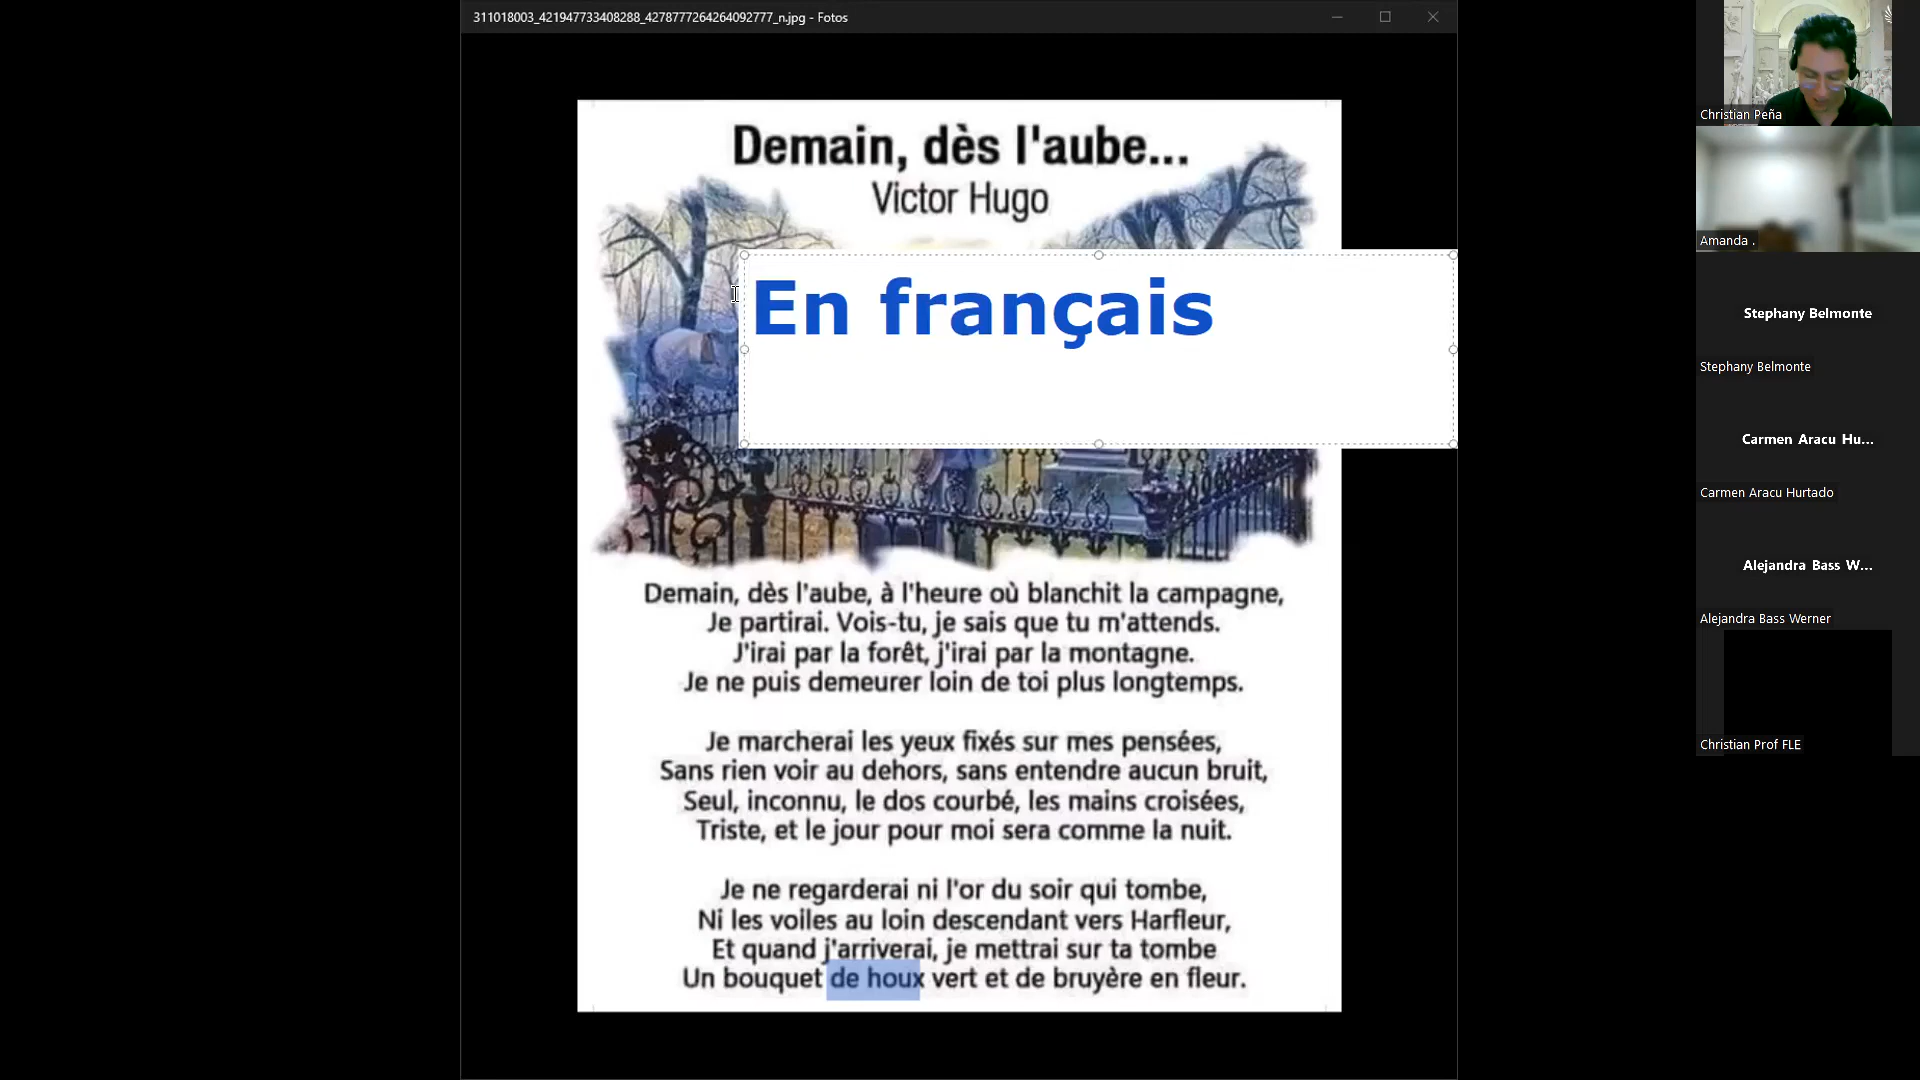 311018003_421947733408288_4278777264264092777_n.jpg - Fotos
Demain, dès l'aube...
Victor Hugo
En français
Demain, dès l'aube, à l'heure où blanchit la campagne,
Je partirai. Vois-tu, je sais que tu m'attends.
J'irai par la forêt, j'irai par la montagne.
Je ne puis demeurer loin de toi plus longtemps.
Je marcherai les yeux fixés sur mes pensées,
Sans rien voir au dehors, sans entendre aucun bruit,
Seul, inconnu, le dos courbé, les mains croisées,
Triste, et le jour pour moi sera comme la nuit.
Je ne regarderai ni l'or du soir qui tombe,
Ni les voiles au loin descendant vers Harfleur,
Et quand j'arriverai, je mettrai sur ta tombe
Un bouquet de houx vert et de bruyère en fleur.
Christian Peña
Amanda .
Stephany Belmonte
Stephany Belmonte
Carmen Aracu Hu...
Carmen Aracu Hurtado
Alejandra Bass W...
Alejandra Bass Werner
Christian Prof FLE